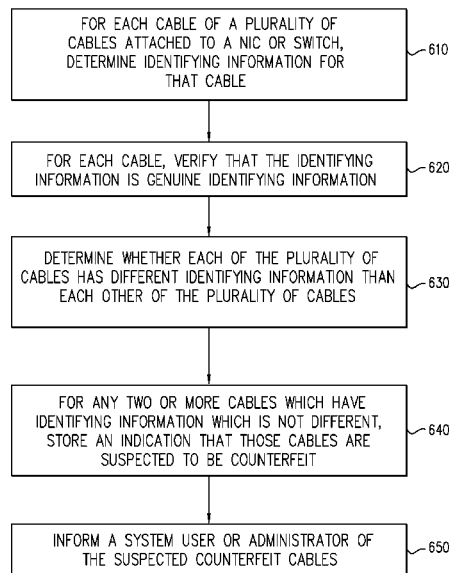 FOR EACH CABLE OF A PLURALITY OF
CABLES ATTACHED TO A NIC OR SWITCH,
DETERMINE IDENTIFYING INFORMATION FOR
THAT CABLE
610
FOR EACH CABLE, VERIFY THAT THE IDENTIFYING
INFORMATION IS GENUINE IDENTIFYING INFORMATION
620
DETERMINE WHETHER EACH OF THE PLURALITY OF
CABLES HAS DIFFERENT IDENTIFYING INFORMATION THAN
EACH OTHER OF THE PLURALITY OF CABLES
630
FOR ANY TWO OR MORE CABLES WHICH HAVE
IDENTIFYING INFORMATION WHICH IS NOT DIFFERENT,
STORE AN INDICATION THAT THOSE CABLES ARE
SUSPECTED TO BE COUNTERFEIT
640
INFORM A SYSTEM USER OR ADMINISTRATOR OF
THE SUSPECTED COUNTERFEIT CABLES
650